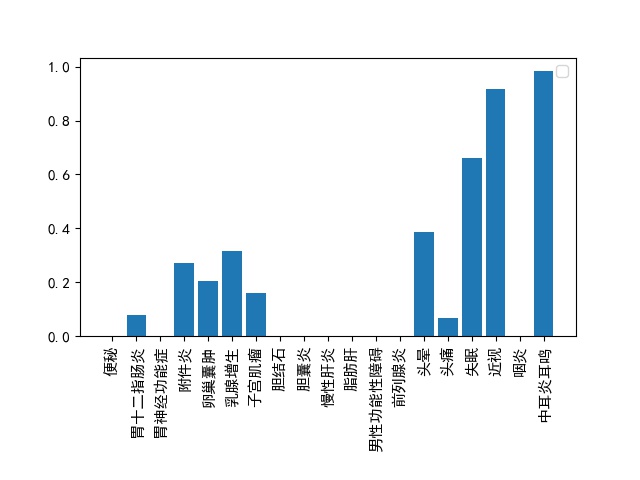 1.0
0.8
0.6
0.4
0.2
0.0
便秘
胃十二指肠炎
胃神经功能症
附件炎
卵巢囊肿
乳腺增生
子宫肌瘤
胆结石
胆囊炎
慢性肝炎
脂肪肝
男性功能性障碍
前列腺炎
头晕
头痛
失眠
近视
咽炎
中耳炎耳鸣